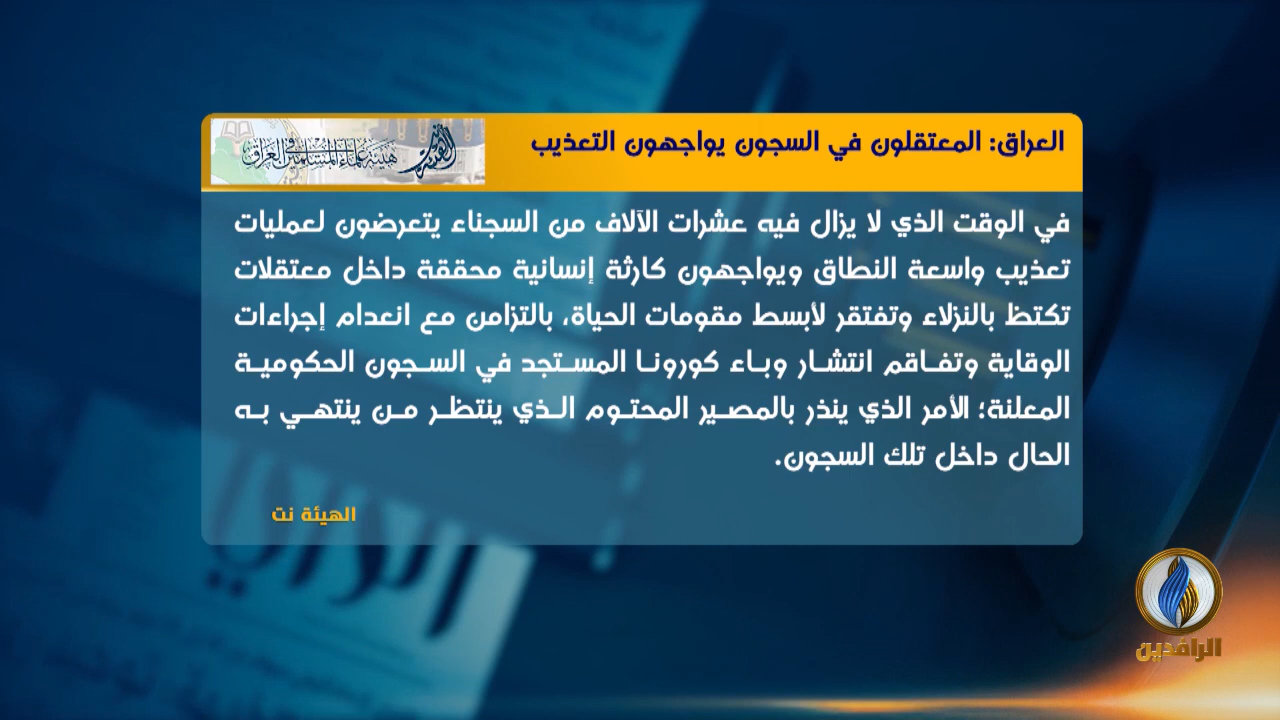 العراق: المعتقلون في السجون يواجهون التعذيب
هيئة علماء المسلمين في العراق
في الوقت الذي لا يزال فيه عشرات الآلاف من السجناء يتعرضون لعمليات
تعذيب واسعة النطاق ويواجهون كارثة إنسانية محققة داخل معتقلات
تكتظ بالنزلاء وتفتقر لأبسط مقومات الحياة، بالتزامن مع انعدام إجراءات
الوقاية وتفاقم انتشار وباء كورونا المستجد في السجون الحكومية
المعلنة؛ الأمر الذي ينذر بالمصير المحتوم الذي ينتظر من ينتهي به
الحال داخل تلك السجون.
الهيئة نت
الرافدين